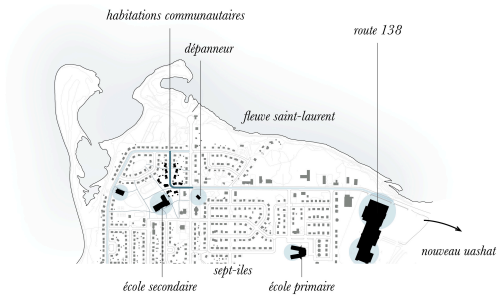 habitations communautaires
route 138
dépanneur
fleuve saint-laurent
nouveau uashat
sept-iles
école secondaire
école primaire